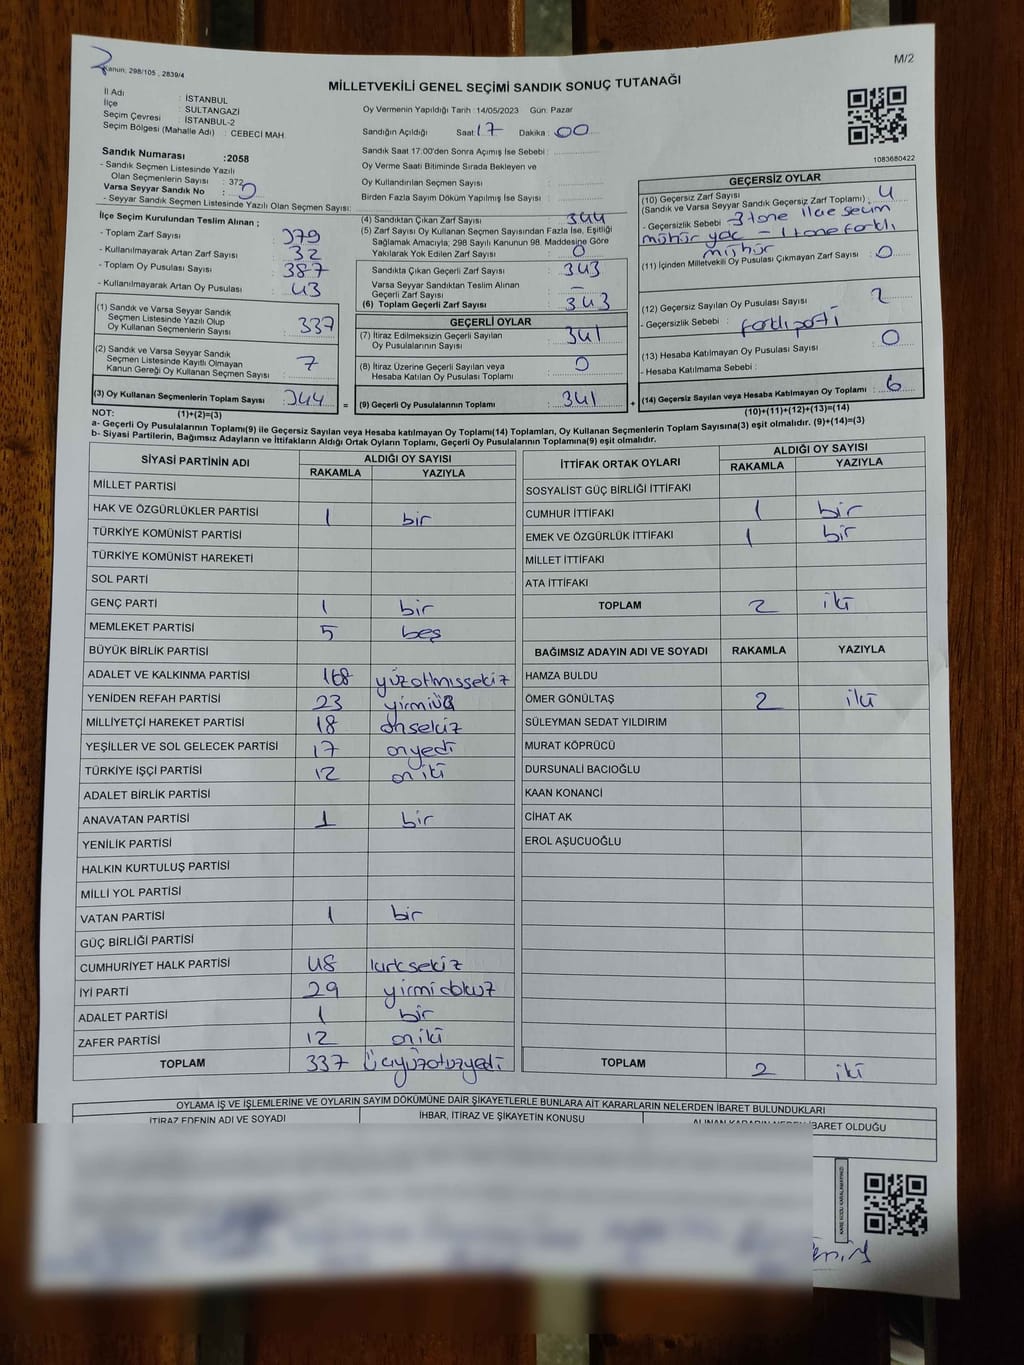 Kanun; 298/105 , 2839/4
M/2
MİLLETVEKİLİ GENEL SEÇİMİ SANDIK SONUÇ TUTANAĞI
İl Adı : İSTANBUL
İlçe : SULTANGAZİ
Seçim Çevresi : İSTANBUL-2
Seçim Bölgesi (Mahalle Adı) : CEBECİ MAH.
Oy Vermenin Yapıldığı Tarih : 14/05/2023 Gün: Pazar
Sandığın Açıldığı Saat: 17 Dakika: 00
Sandık Saat 17:00'den Sonra Açımış İse Sebebi :
Oy Verme Saati Bitiminde Sırada Bekleyen ve
Oy Kullandırılan Seçmen Sayısı
Birden Fazla Sayım Döküm Yapılmış İse Sayısı :
1083680422
Sandık Numarası :2058
- Sandık Seçmen Listesinde Yazılı
Olan Seçmenlerin Sayısı : 372
Varsa Seyyar Sandık No : 0
- Seyyar Sandık Seçmen Listesinde Yazılı Olan Seçmen Sayısı:
İlçe Seçim Kurulundan Teslim Alınan ;
- Toplam Zarf Sayısı : 379
- Kullanılmayarak Artan Zarf Sayısı : 32
- Toplam Oy Pusulası Sayısı : 387
- Kullanılmayarak Artan Oy Pusulası : 43
(1) Sandık ve Varsa Seyyar Sandık
Seçmen Listesinde Yazılı Olup
Oy Kullanan Seçmenlerin Sayısı : 337
(2) Sandık ve Varsa Seyyar Sandık
Seçmen Listesinde Kayıtlı Olmayan
Kanun Gereği Oy Kullanan Seçmen Sayısı : 7
(3) Oy Kullanan Seçmenlerin Toplam Sayısı : 344 =
(4) Sandıktan Çıkan Zarf Sayısı : 344
(5) Zarf Sayısı Oy Kullanan Seçmen Sayısından Fazla İse, Eşitliği
Sağlamak Amacıyla; 298 Sayılı Kanunun 98. Maddesine Göre
Yakılarak Yok Edilen Zarf Sayısı : 0
Sandıkta Çıkan Geçerli Zarf Sayısı : 343
Varsa Seyyar Sandıktan Teslim Alınan
Geçerli Zarf Sayısı : -
(6) Toplam Geçerli Zarf Sayısı : 343
GEÇERLİ OYLAR
(7) İtiraz Edilmeksizin Geçerli Sayılan
Oy Pusulalarının Sayısı : 341
(8) İtiraz Üzerine Geçerli Sayılan veya
Hesaba Katılan Oy Pusulası Toplamı : 0
(9) Geçerli Oy Pusulalarının Toplamı : 341 +
GEÇERSİZ OYLAR
(10) Geçersiz Zarf Sayısı : 4
(Sandık ve Varsa Seyyar Sandık Geçersiz Zarf Toplamı)
- Geçersizlik Sebebi : 3 tane ilçe seçim
mühür yok - 1 tane farklı
mühür
(11) İçinden Milletvekili Oy Pusulası Çıkmayan Zarf Sayısı : 0
(12) Geçersiz Sayılan Oy Pusulası Sayısı : 2
- Geçersizlik Sebebi : farklı parti
(13) Hesaba Katılmayan Oy Pusulası Sayısı : 0
- Hesaba Katılmama Sebebi :
(14) Geçersiz Sayılan veya Hesaba Katılmayan Oy Toplamı : 6
(10)+(11)+(12)+(13)=(14)
NOT: (1)+(2)=(3)
a- Geçerli Oy Pusulalarının Toplamı(9) ile Geçersiz Sayılan veya Hesaba katılmayan Oy Toplamı(14) Toplamları, Oy Kullanan Seçmenlerin Toplam Sayısına(3) eşit olmalıdır. (9)+(14)=(3)
b- Siyasi Partilerin, Bağımsız Adayların ve İttifakların Aldığı Ortak Oyların Toplamı, Geçerli Oy Pusulalarının Toplamına(9) eşit olmalıdır.
SİYASİ PARTİNİN ADI ALDIĞI OY SAYISI
RAKAMLA YAZIYLA
MİLLET PARTİSİ
HAK VE ÖZGÜRLÜKLER PARTİSİ 1 bir
TÜRKİYE KOMÜNİST PARTİSİ
TÜRKİYE KOMÜNİST HAREKETİ
SOL PARTİ
GENÇ PARTİ 1 bir
MEMLEKET PARTİSİ 5 beş
BÜYÜK BİRLİK PARTİSİ
ADALET VE KALKINMA PARTİSİ 168 yüzatmışsekiz
YENİDEN REFAH PARTİSİ 23 yirmiüç
MİLLİYETÇİ HAREKET PARTİSİ 18 onsekiz
YEŞİLLER VE SOL GELECEK PARTİSİ 17 onyedi
TÜRKİYE İŞÇİ PARTİSİ 12 oniki
ADALET BİRLİK PARTİSİ
ANAVATAN PARTİSİ 1 bir
YENİLİK PARTİSİ
HALKIN KURTULUŞ PARTİSİ
MİLLİ YOL PARTİSİ
VATAN PARTİSİ 1 bir
GÜÇ BİRLİĞİ PARTİSİ
CUMHURİYET HALK PARTİSİ 48 kırksekiz
İYİ PARTİ 29 yirmidokuz
ADALET PARTİSİ 1 bir
ZAFER PARTİSİ 12 oniki
TOPLAM 337 Üçyüzotuzyedi
İTTİFAK ORTAK OYLARI ALDIĞI OY SAYISI
RAKAMLA YAZIYLA
SOSYALİST GÜÇ BİRLİĞİ İTTİFAKI
CUMHUR İTTİFAKI 1 bir
EMEK VE ÖZGÜRLÜK İTTİFAKI 1 bir
MİLLET İTTİFAKI
ATA İTTİFAKI
TOPLAM 2 iki
BAĞIMSIZ ADAYIN ADI VE SOYADI RAKAMLA YAZIYLA
HAMZA BULDU
ÖMER GÖNÜLTAŞ 2 iki
SÜLEYMAN SEDAT YILDIRIM
MURAT KÖPRÜCÜ
DURSUNALİ BACIOĞLU
KAAN KONANCİ
CİHAT AK
EROL AŞUCUOĞLU
TOPLAM 2 iki
OYLAMA İŞ VE İŞLEMLERİNE VE OYLARIN SAYIM DÖKÜMÜNE DAİR ŞİKAYETLERLE BUNLARA AİT KARARLARIN NELERDEN İBARET BULUNDUKLARI
İTİRAZ EDENİN ADI VE SOYADI İHBAR, İTİRAZ VE ŞİKAYETİN KONUSU ALINAN KARARIN NEDEN İBARET OLDUĞU
KARE KODU KARALAMAYINIZ!